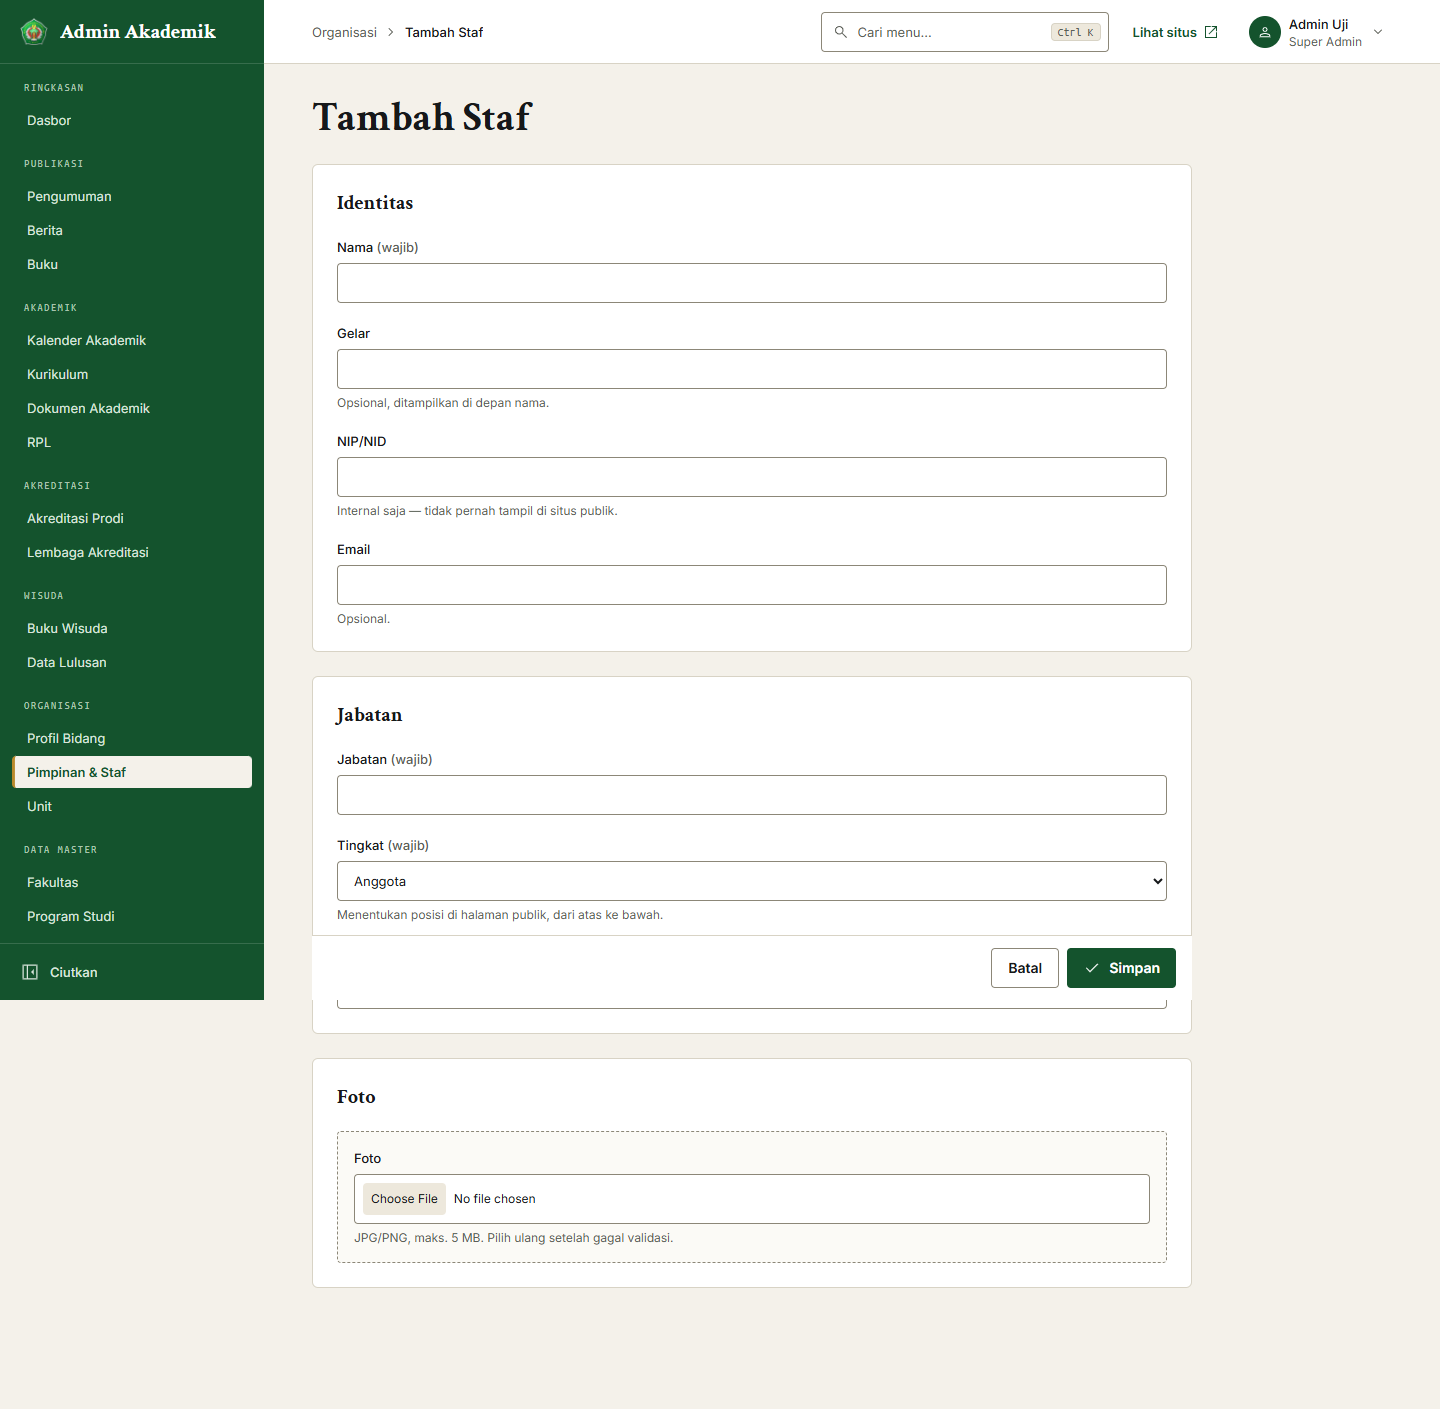 Admin Akademik
Organisasi > Tambah Staf
Cari menu...
Ctrl K
Lihat situs
Admin Uji
Super Admin
RINGKASAN
Dasbor
PUBLIKASI
Pengumuman
Berita
Buku
AKADEMIK
Kalender Akademik
Kurikulum
Dokumen Akademik
RPL
AKREDITASI
Akreditasi Prodi
Lembaga Akreditasi
WISUDA
Buku Wisuda
Data Lulusan
ORGANISASI
Profil Bidang
Pimpinan & Staf
Unit
DATA MASTER
Fakultas
Program Studi
Ciutkan
Tambah Staf
Identitas
Nama (wajib)
Gelar
Opsional, ditampilkan di depan nama.
NIP/NID
Internal saja — tidak pernah tampil di situs publik.
Email
Opsional.
Jabatan
Jabatan (wajib)
Tingkat (wajib)
Anggota
Menentukan posisi di halaman publik, dari atas ke bawah.
Batal
Simpan
Foto
Foto
Choose File No file chosen
JPG/PNG, maks. 5 MB. Pilih ulang setelah gagal validasi.